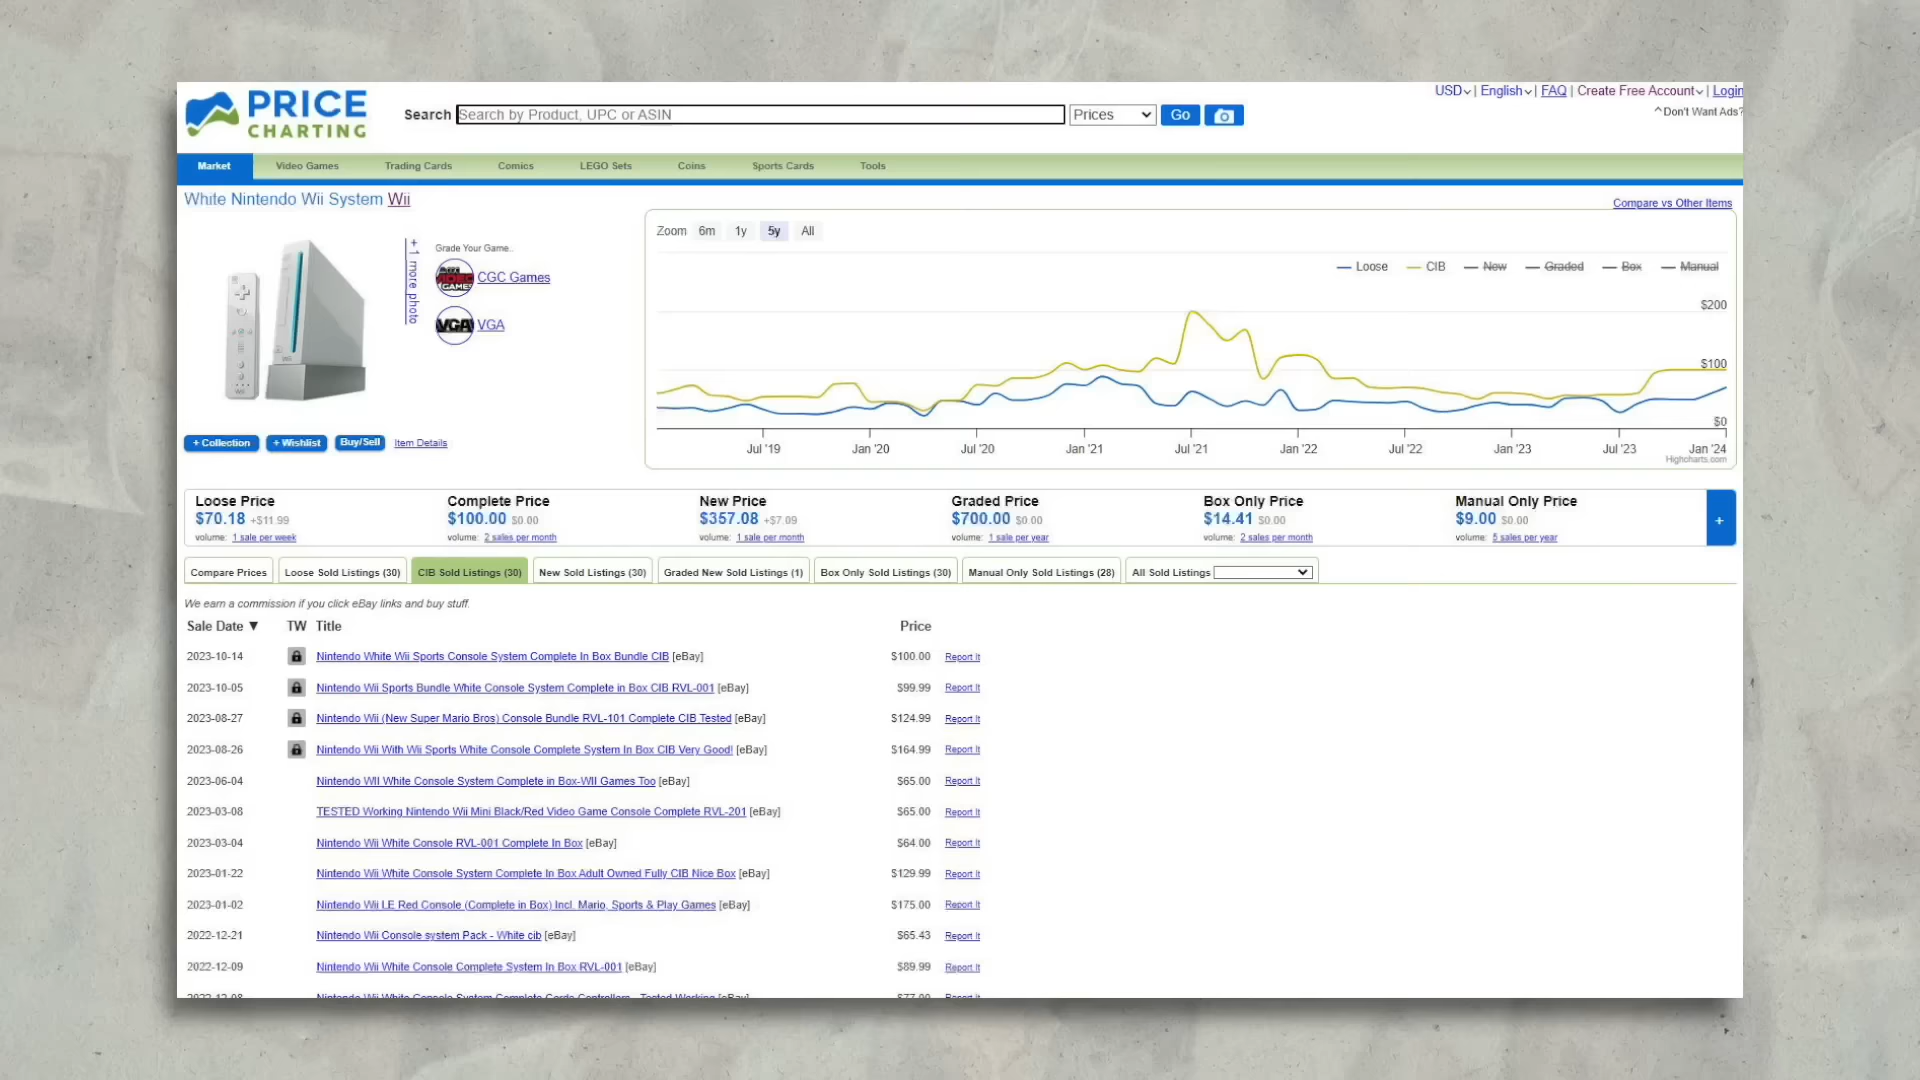 PRICE CHARTING
Search Search by Product, UPC or ASIN Prices Go
USD | English | FAQ | Create Free Account | Login
^Don't Want Ads?
Market Video Games Trading Cards Comics LEGO Sets Coins Sports Cards Tools
White Nintendo Wii System Wii
Compare vs Other Items
+ 1 more photo
Grade Your Game..
CGC Games
VGA VGA
+ Collection + Wishlist Buy/Sell Item Details
Zoom 6m 1y 5y All
Loose CIB New Graded Box Manual
$200
$100
$0
Jul '19 Jan '20 Jul '20 Jan '21 Jul '21 Jan '22 Jul '22 Jan '23 Jul '23 Jan '24
Highcharts.com
Loose Price Complete Price New Price Graded Price Box Only Price Manual Only Price
$70.18 +$11.99 $100.00 $0.00 $357.08 +$7.09 $700.00 $0.00 $14.41 $0.00 $9.00 $0.00 +
volume: 1 sale per week volume: 2 sales per month volume: 1 sale per month volume: 1 sale per year volume: 2 sales per month volume: 5 sales per year
Compare Prices Loose Sold Listings (30) CIB Sold Listings (30) New Sold Listings (30) Graded New Sold Listings (1) Box Only Sold Listings (30) Manual Only Sold Listings (28) All Sold Listings
We earn a commission if you click eBay links and buy stuff.
Sale Date ▼ TW Title Price
2023-10-14 Nintendo White Wii Sports Console System Complete In Box Bundle CIB [eBay] $100.00 Report It
2023-10-05 Nintendo Wii Sports Bundle White Console System Complete in Box CIB RVL-001 [eBay] $99.99 Report It
2023-08-27 Nintendo Wii (New Super Mario Bros) Console Bundle RVL-101 Complete CIB Tested [eBay] $124.99 Report It
2023-08-26 Nintendo Wii With Wii Sports White Console Complete System In Box CIB Very Good! [eBay] $164.99 Report It
2023-06-04 Nintendo WII White Console System Complete in Box-WII Games Too [eBay] $65.00 Report It
2023-03-08 TESTED Working Nintendo Wii Mini Black/Red Video Game Console Complete RVL-201 [eBay] $65.00 Report It
2023-03-04 Nintendo Wii White Console RVL-001 Complete In Box [eBay] $64.00 Report It
2023-01-22 Nintendo Wii White Console System Complete In Box Adult Owned Fully CIB Nice Box [eBay] $129.99 Report It
2023-01-02 Nintendo Wii LE Red Console (Complete in Box) Incl. Mario, Sports & Play Games [eBay] $175.00 Report It
2022-12-21 Nintendo Wii Console system Pack - White cib [eBay] $65.43 Report It
2022-12-09 Nintendo Wii White Console Complete System In Box RVL-001 [eBay] $89.99 Report It
2022-12-08 Nintendo Wii White Console System Complete Cords Controllers - Tested Working [eBay] $77.00 Report It